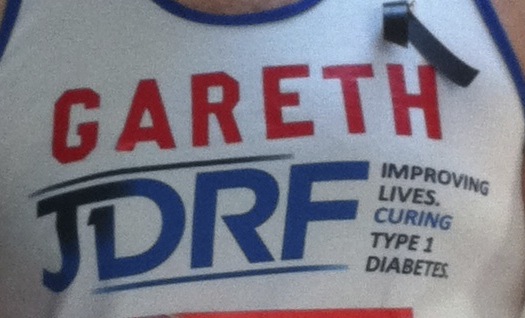 GARETH
JDRF
IMPROVING
LIVES.
CURING
TYPE 1
DIABETES.